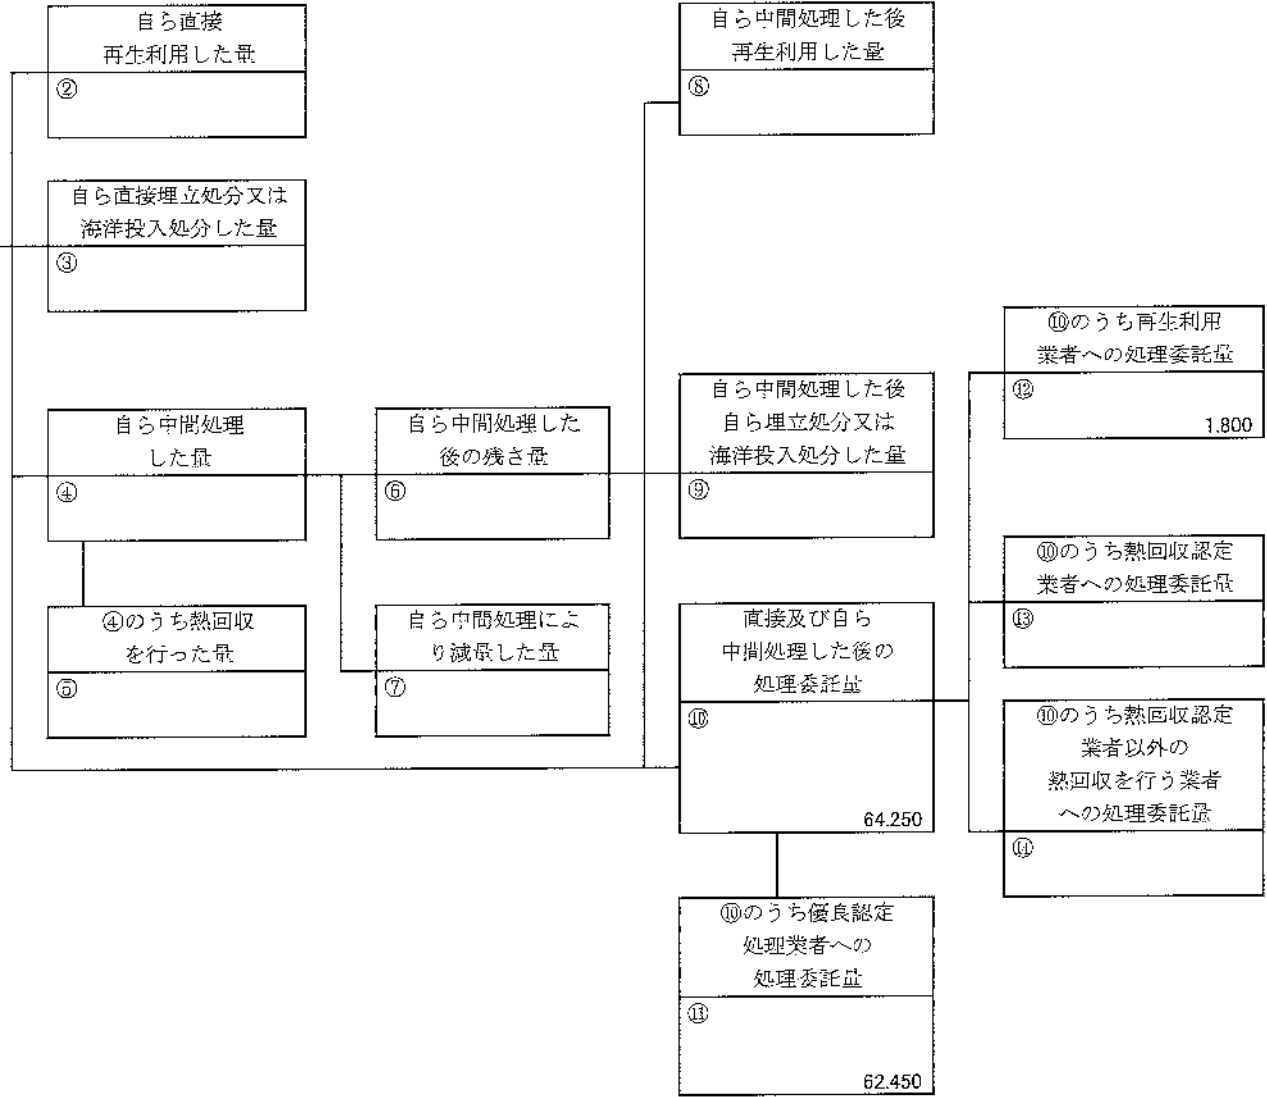 自ら直接
再生利用した量
②
自ら中間処理した後
再生利用した量
⑧
自ら直接埋立処分又は
海洋投入処分した量
③
⑩のうち再生利用
業者への処理委託量
⑫
1.800
自ら中間処理
した量
④
自ら中間処理した
後の残さ量
⑥
自ら中間処理した後
自ら埋立処分又は
海洋投入処分した量
⑨
⑩のうち熱回収認定
業者への処理委託量
⑬
④のうち熱回収
を行った量
⑤
自ら中間処理によ
り減量した量
⑦
直接及び自ら
中間処理した後の
処理委託量
⑩
64.250
⑩のうち熱回収認定
業者以外の
熱回収を行う業者
への処理委託量
⑭
⑩のうち優良認定
処理業者への
処理委託量
⑪
62.450